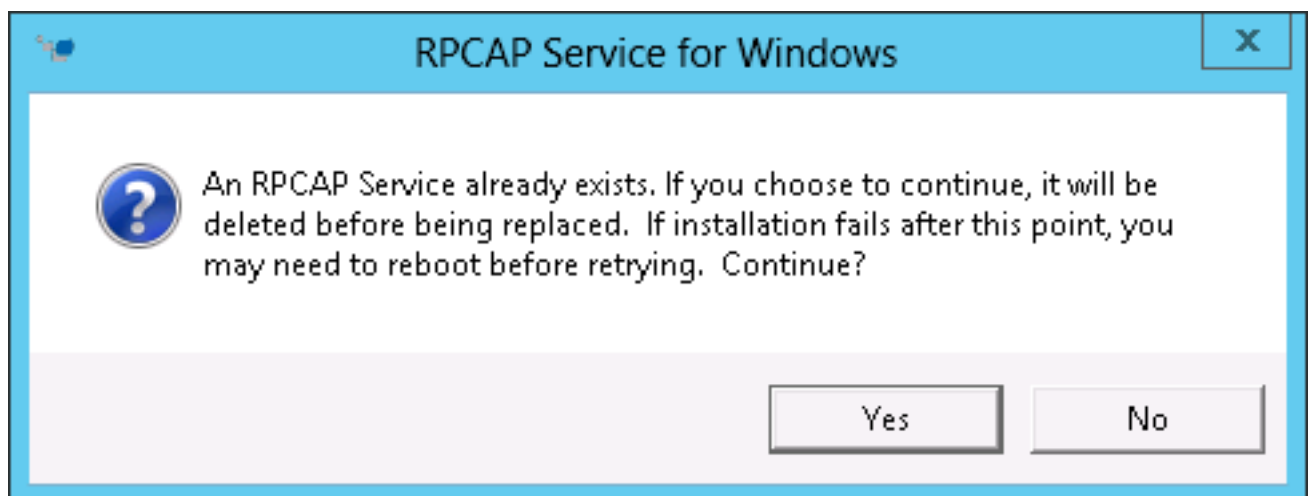 RPCAP Service for Windows
x
An RPCAP Service already exists. If you choose to continue, it will be
deleted before being replaced.  If installation fails after this point, you
may need to reboot before retrying.  Continue?
Yes
No